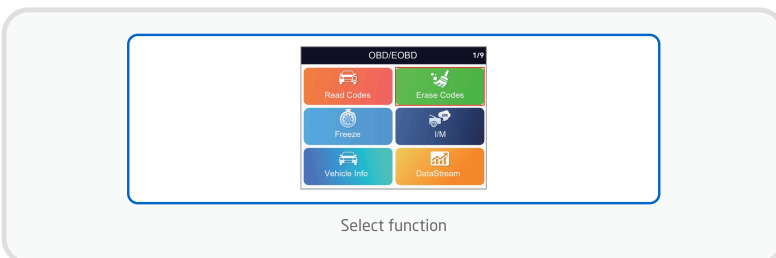 OBD/EOBD 1/9
Read Codes Erase Codes
Freeze I/M
Vehicle Info DataStream
Select function